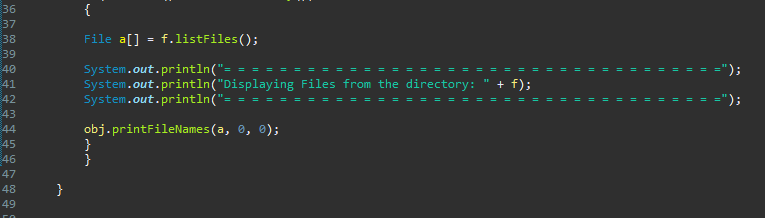 36 {
37
38 File a[] = f.listFiles();
39
40 System.out.println("= = = = = = = = = = = = = = = = = = = = = = = = = = = = = = = = = = = =");
41 System.out.println("Displaying Files from the directory: " + f);
42 System.out.println("= = = = = = = = = = = = = = = = = = = = = = = = = = = = = = = = = = = =");
43
44 obj.printFileNames(a, 0, 0);
45 }
46 }
47
48 }
49